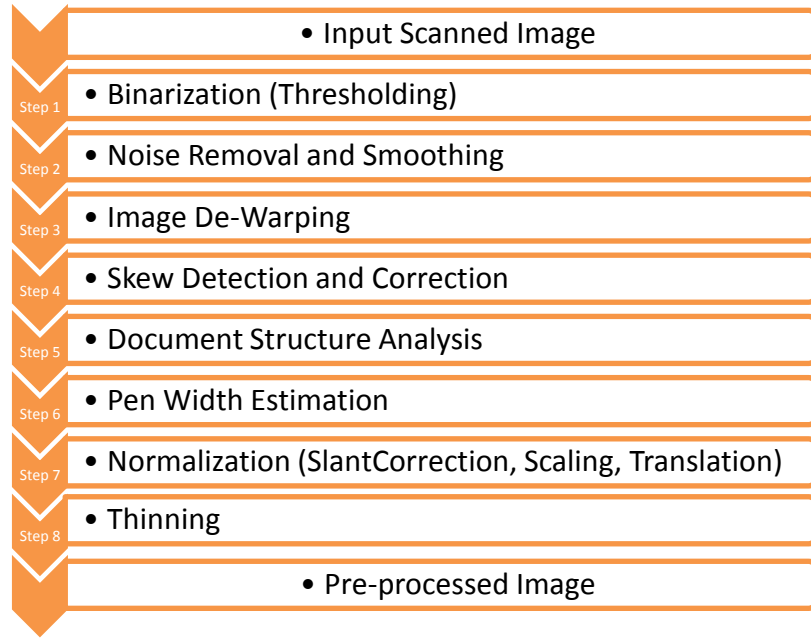 • Input Scanned Image
Step 1
• Binarization (Thresholding)
Step 2
• Noise Removal and Smoothing
Step 3
• Image De-Warping
Step 4
• Skew Detection and Correction
Step 5
• Document Structure Analysis
Step 6
• Pen Width Estimation
Step 7
• Normalization (SlantCorrection, Scaling, Translation)
Step 8
• Thinning
• Pre-processed Image